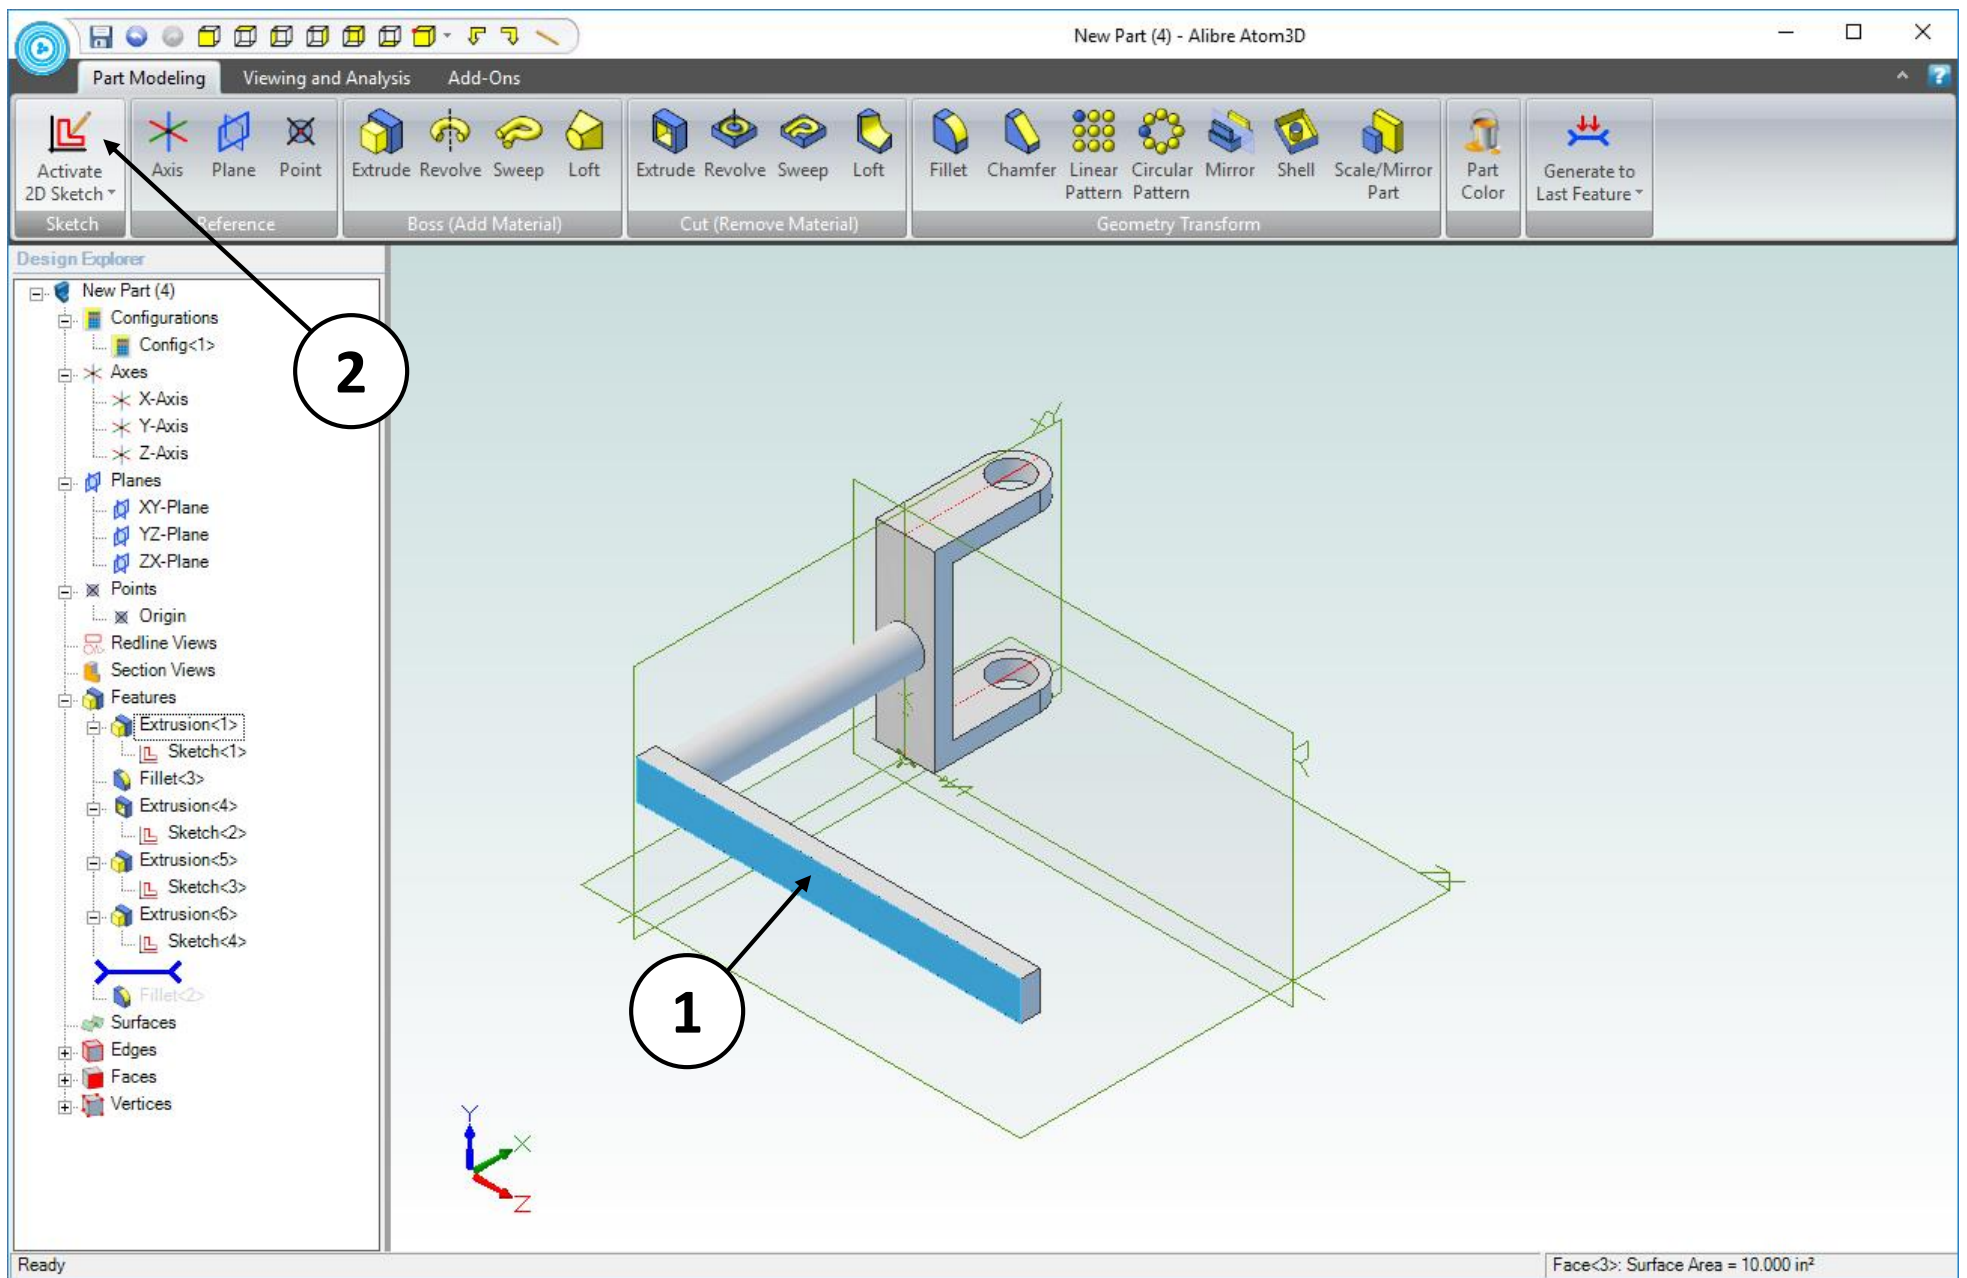 New Part (4) - Alibre Atom3D
Part Modeling Viewing and Analysis Add-Ons
Activate 2D Sketch
Axis Plane Point
Extrude Revolve Sweep Loft
Extrude Revolve Sweep Loft
Fillet Chamfer Linear Pattern Circular Pattern Mirror Shell Scale/Mirror Part
Part Color
Generate to Last Feature
Sketch Reference Boss (Add Material) Cut (Remove Material) Geometry Transform
Design Explorer
New Part (4)
Configurations
Config<1>
Axes
X-Axis
Y-Axis
Z-Axis
Planes
XY-Plane
YZ-Plane
ZX-Plane
Points
Origin
Redline Views
Section Views
Features
Extrusion<1>
Sketch<1>
Fillet<3>
Extrusion<4>
Sketch<2>
Extrusion<5>
Sketch<3>
Extrusion<6>
Sketch<4>
Fillet<2>
Surfaces
Edges
Faces
Vertices
2
1
Y
X
Z
Ready
Face<3>: Surface Area = 10.000 in²